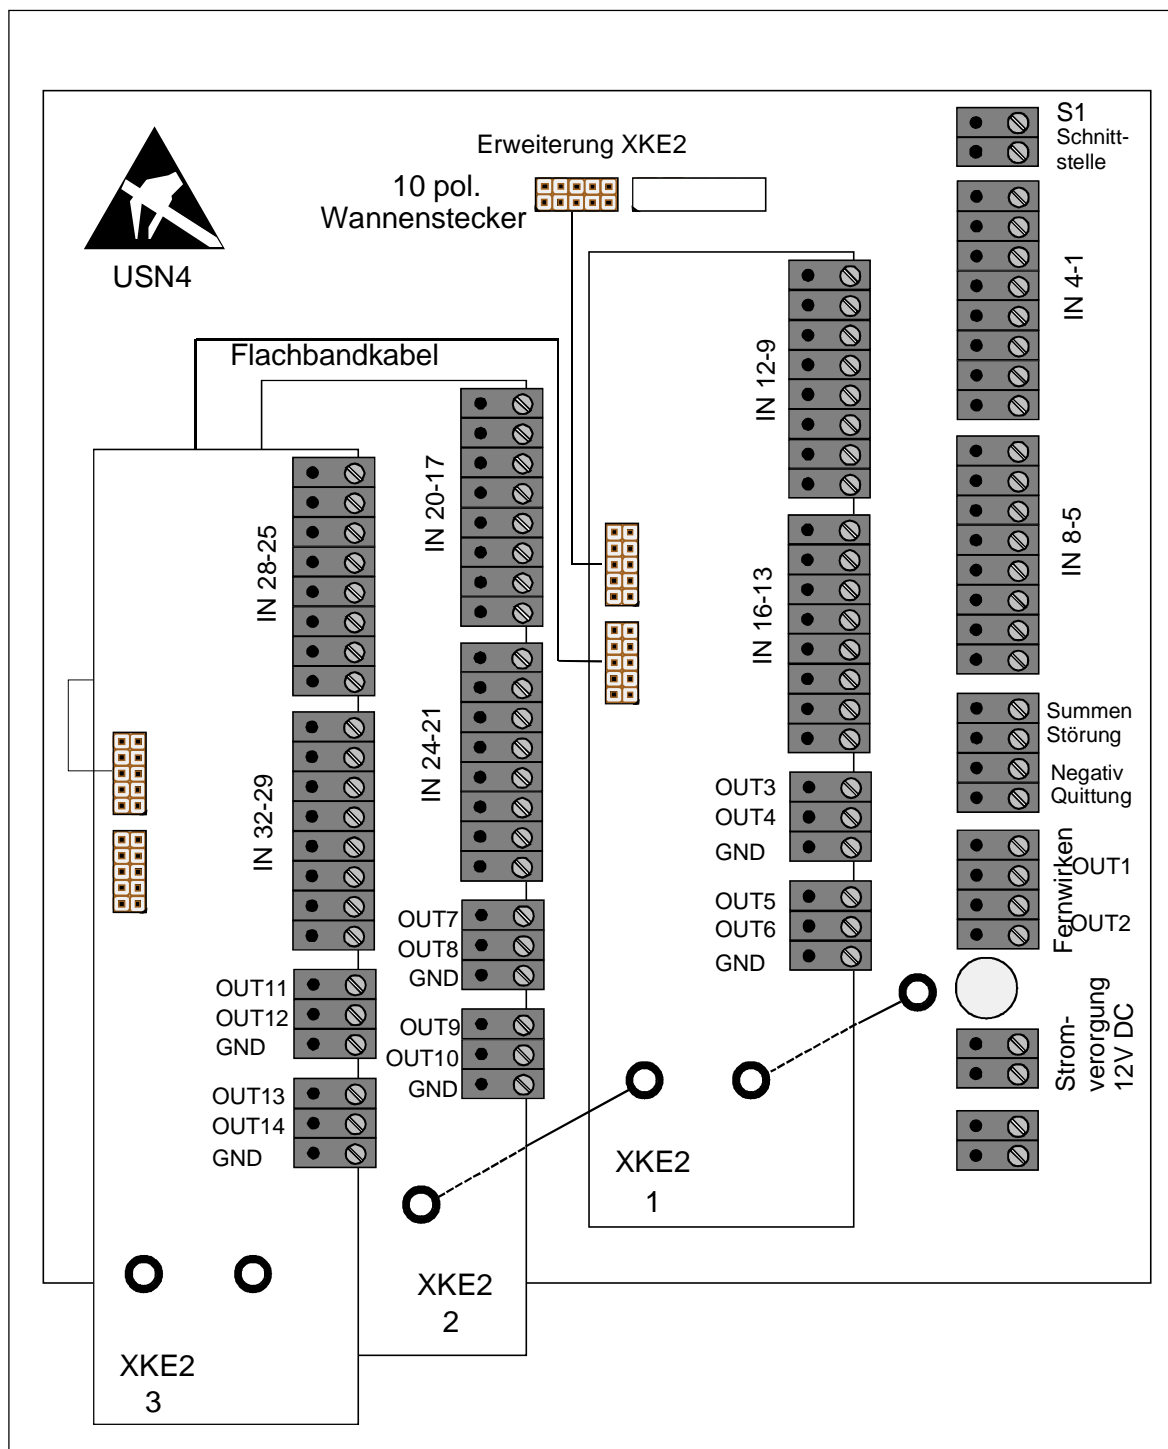 S1
Schnitt-
stelle
Erweiterung XKE2
10 pol.
Wannenstecker
USN4
IN 4-1
Flachbandkabel
IN 12-9
IN 20-17
IN 28-25
IN 8-5
IN 16-13
IN 24-21
IN 32-29
Summen
Störung
Negativ
Quittung
OUT3
OUT4
GND
OUT5
OUT6
GND
Fernwirken
OUT1
OUT2
OUT7
OUT8
GND
OUT9
OUT10
GND
OUT11
OUT12
GND
OUT13
OUT14
GND
Strom-
verorgung
12V DC
XKE2
1
XKE2
2
XKE2
3